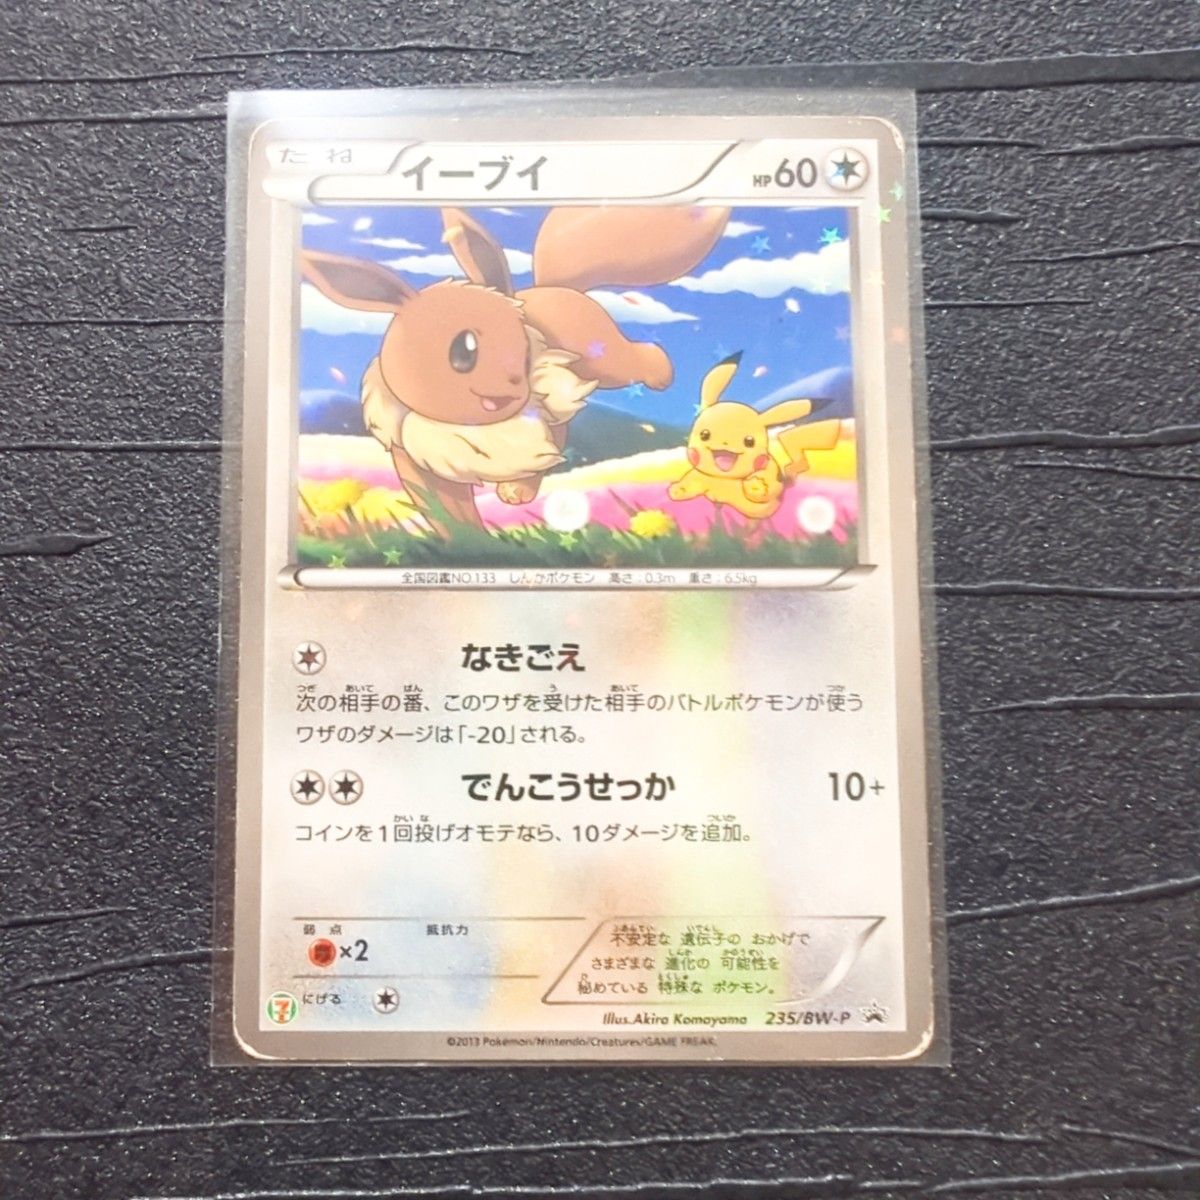 たね
イーブイ
HP60
全国図鑑NO.133 しんかポケモン 高さ:0.3m 重さ:6.5kg
なきごえ
次の相手の番、このワザを受けた相手のバトルポケモンが使う
ワザのダメージは「-20」される。
でんこうせっか 10+
コインを1回投げオモテなら、10ダメージを追加。
弱点 抵抗力
×2
不安定な 遺伝子の おかげで
さまざまな 進化の 可能性を
秘めている 特殊な ポケモン。
7
にげる
Illus.Akira Komayama 235/BW-P
©2013 Pokémon/Nintendo/Creatures/GAME FREAK.